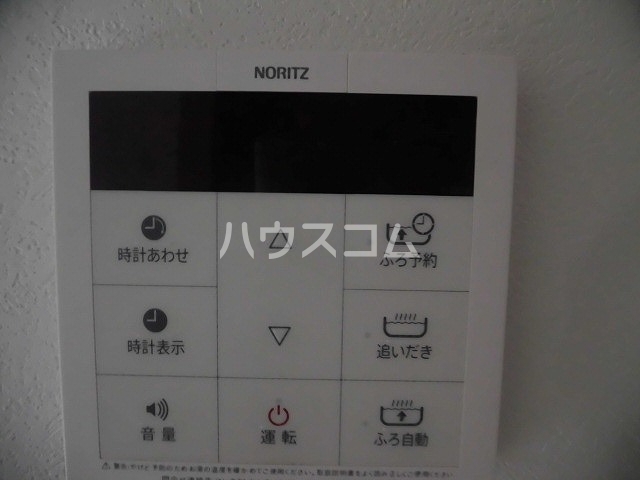 NORITZ
ハウスコム
時計あわせ
ふろ予約
時計表示
追いだき
音量
運転
ふろ自動